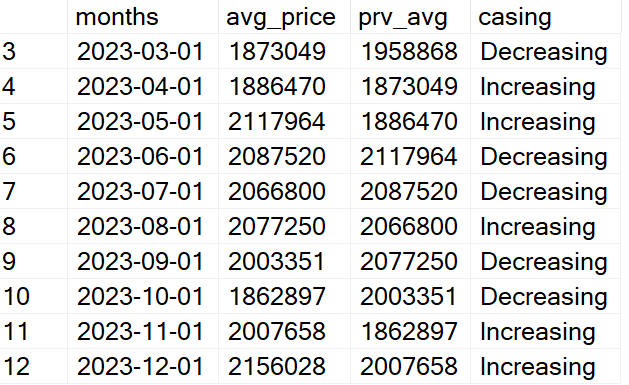 months avg_price prv_avg casing
3 2023-03-01 1873049 1958868 Decreasing
4 2023-04-01 1886470 1873049 Increasing
5 2023-05-01 2117964 1886470 Increasing
6 2023-06-01 2087520 2117964 Decreasing
7 2023-07-01 2066800 2087520 Decreasing
8 2023-08-01 2077250 2066800 Increasing
9 2023-09-01 2003351 2077250 Decreasing
10 2023-10-01 1862897 2003351 Decreasing
11 2023-11-01 2007658 1862897 Increasing
12 2023-12-01 2156028 2007658 Increasing